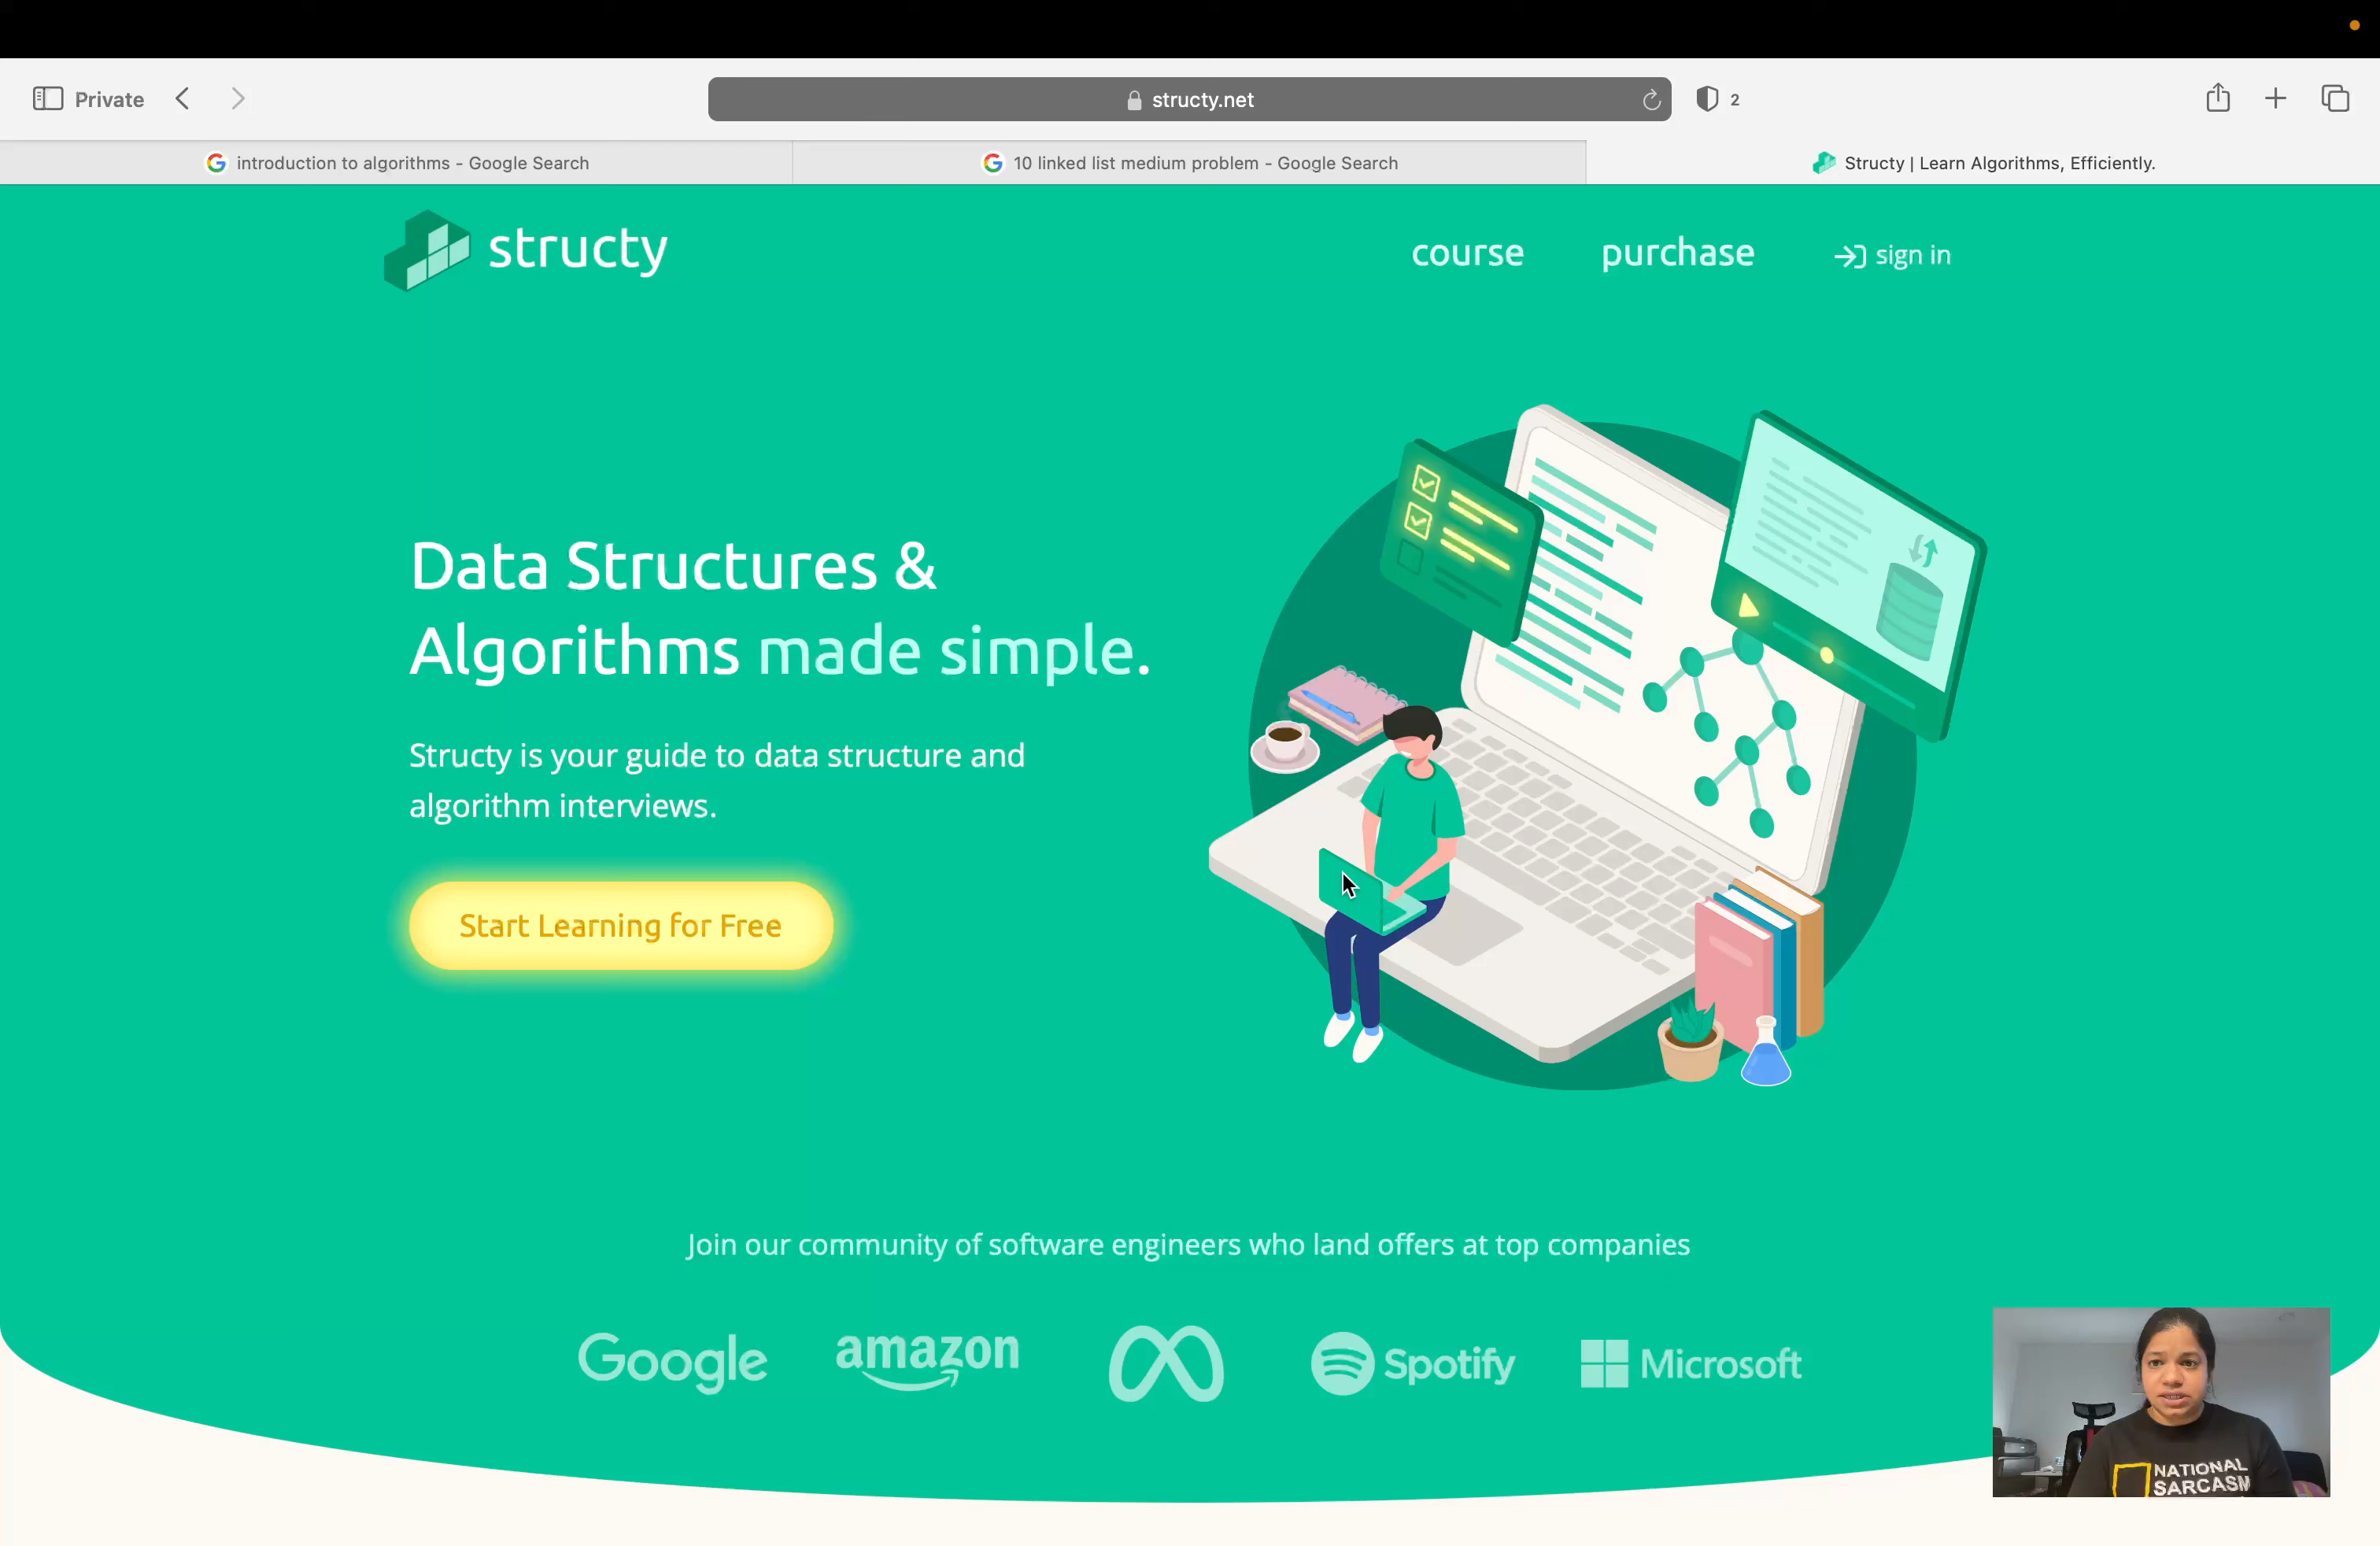 Private
structy.net
2
introduction to algorithms - Google Search
10 linked list medium problem - Google Search
Structy | Learn Algorithms, Efficiently.
structy
course
purchase
sign in
Data Structures &
Algorithms made simple.
Structy is your guide to data structure and
algorithm interviews.
Start Learning for Free
Join our community of software engineers who land offers at top companies
Google
amazon
Spotify
Microsoft
NATIONAL
SARCASM